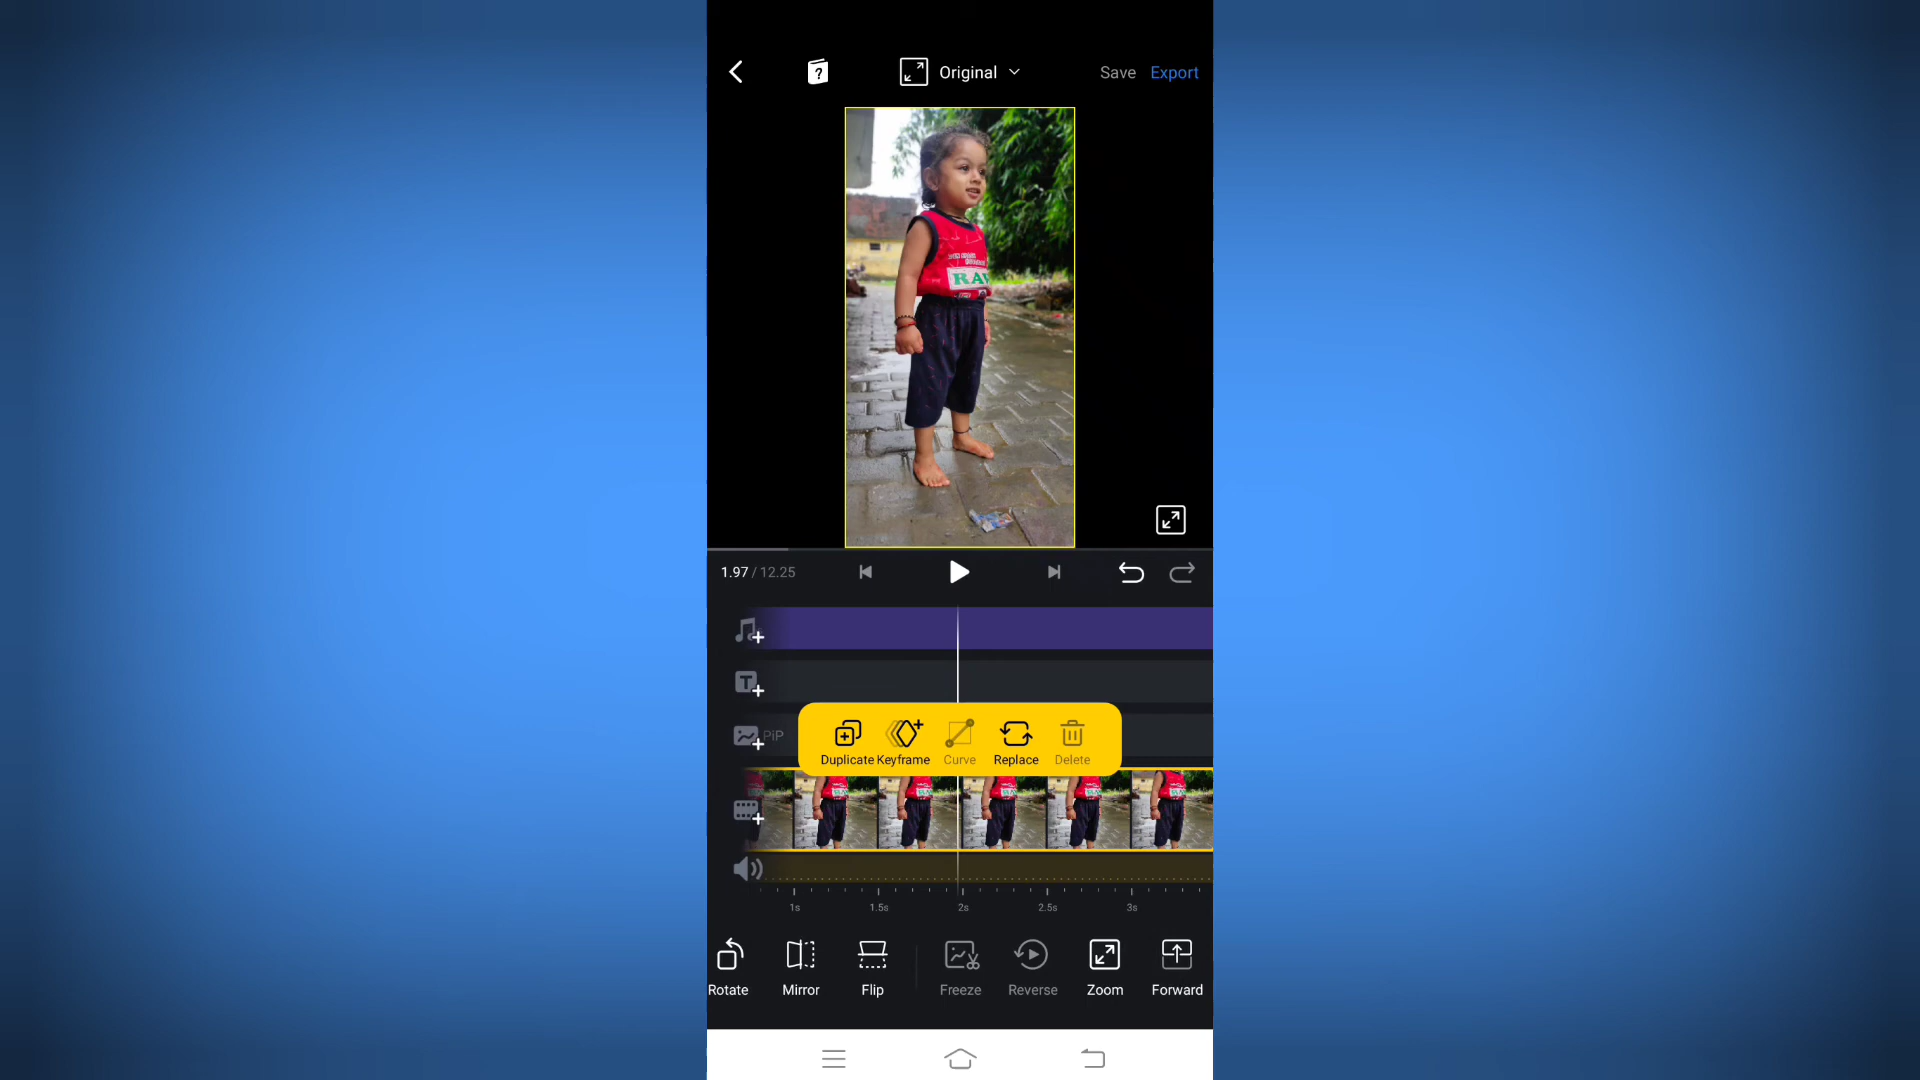 Original
Save Export
RAW
1.97 / 12.25
PiP
Duplicate Keyframe Curve Replace Delete
1s 1.5s 2s 2.5s 3s
Rotate Mirror Flip Freeze Reverse Zoom Forward